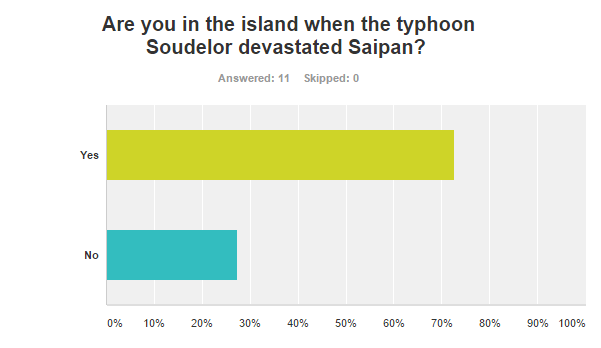 Are you in the island when the typhoon
Soudelor devastated Saipan?
Answered: 11 Skipped: 0
Yes
No
0% 10% 20% 30% 40% 50% 60% 70% 80% 90% 100%